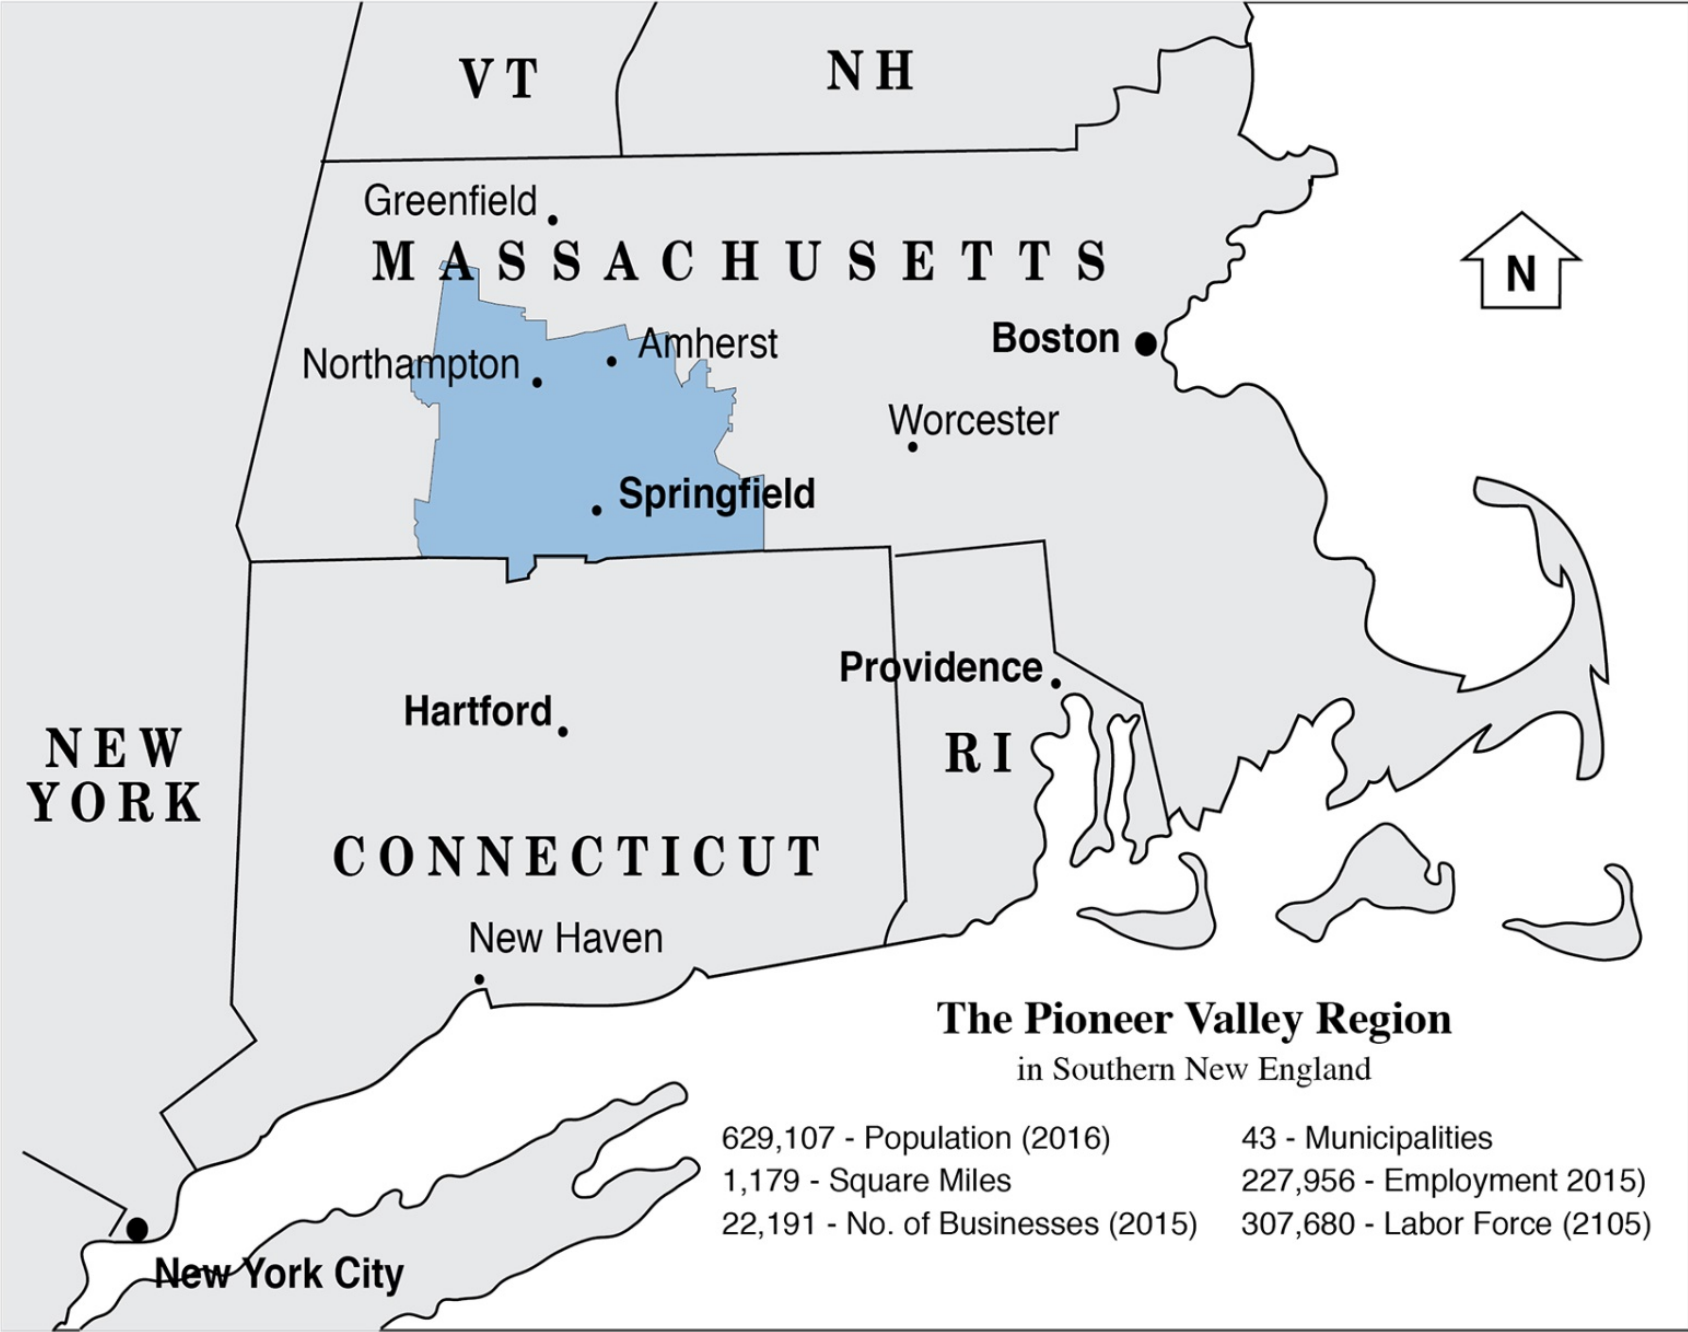 VT
NH
Greenfield
MASSACHUSETTS
N
Boston
Amherst
Northampton
Worcester
Springfield
Providence
Hartford
NEW
YORK
RI
CONNECTICUT
New Haven
The Pioneer Valley Region
in Southern New England
629,107 - Population (2016)
43 - Municipalities
1,179 - Square Miles
227,956 - Employment 2015)
22,191 - No. of Businesses (2015)
307,680 - Labor Force (2105)
New York City